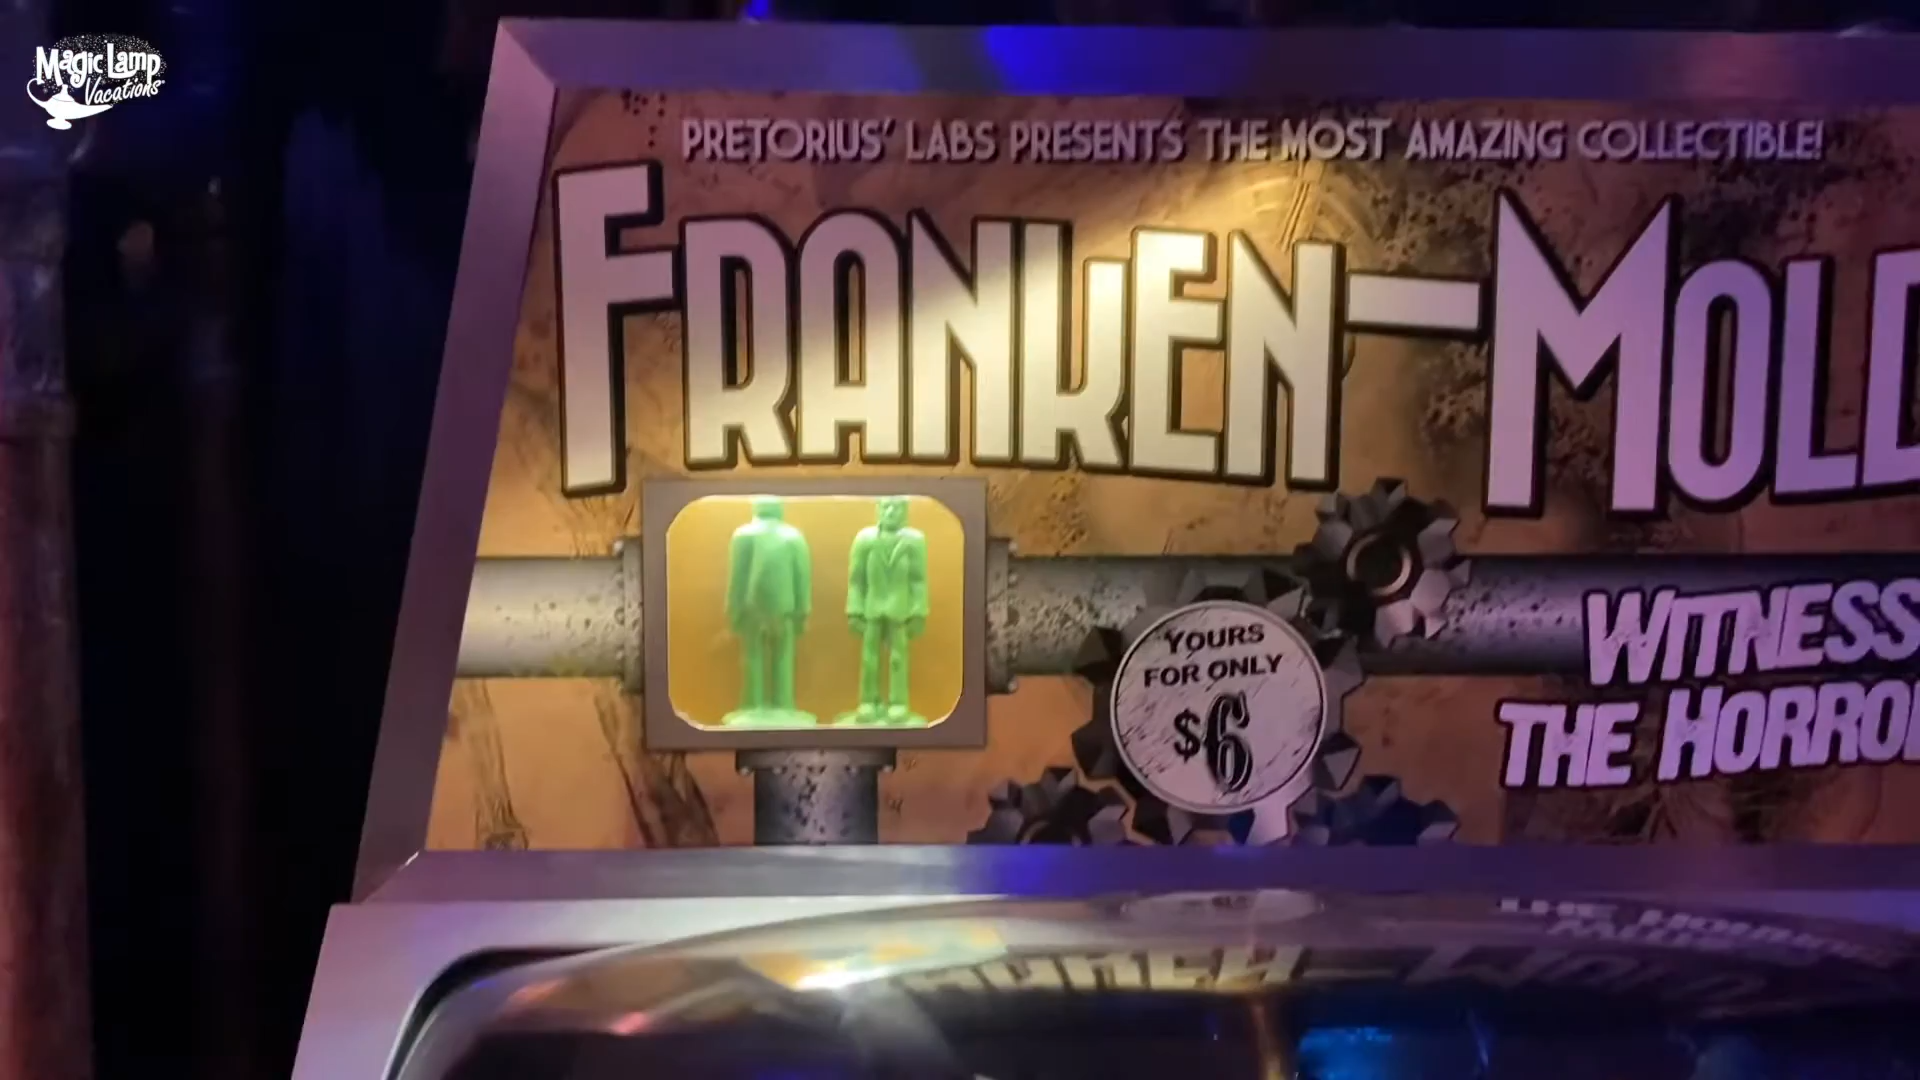 Magic Lamp
Vacations
PRETORIUS' LABS PRESENTS THE MOST AMAZING COLLECTIBLE!
FRANKEN-MOLD
YOURS
FOR ONLY
$6
WITNESS
THE HORROR